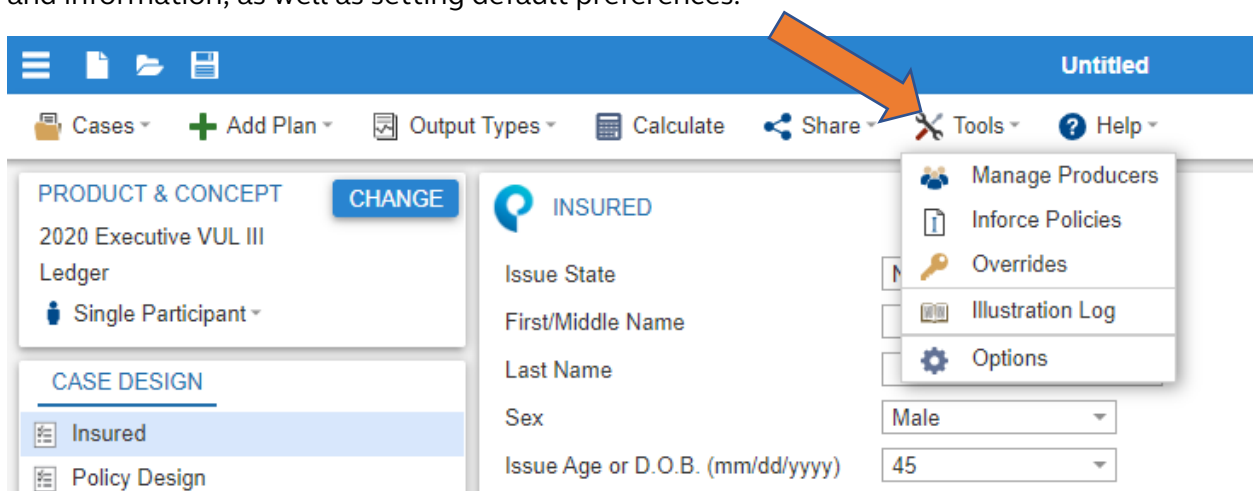 and information, as well as setting default preferences.
Untitled
Cases Add Plan Output Types Calculate Share Tools Help
PRODUCT & CONCEPT CHANGE
2020 Executive VUL III
Ledger
Single Participant
CASE DESIGN
Insured
Policy Design
INSURED
Issue State
First/Middle Name
Last Name
Sex Male
Issue Age or D.O.B. (mm/dd/yyyy) 45
Manage Producers
Inforce Policies
Overrides
Illustration Log
Options